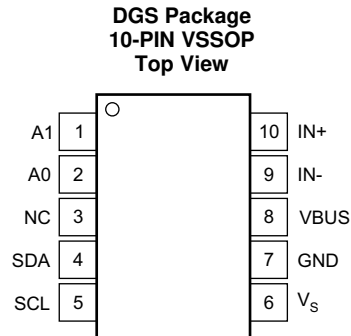 DGS Package
10-PIN VSSOP
Top View
A1 1 10 IN+
A0 2 9 IN-
NC 3 8 VBUS
SDA 4 7 GND
SCL 5 6 VS